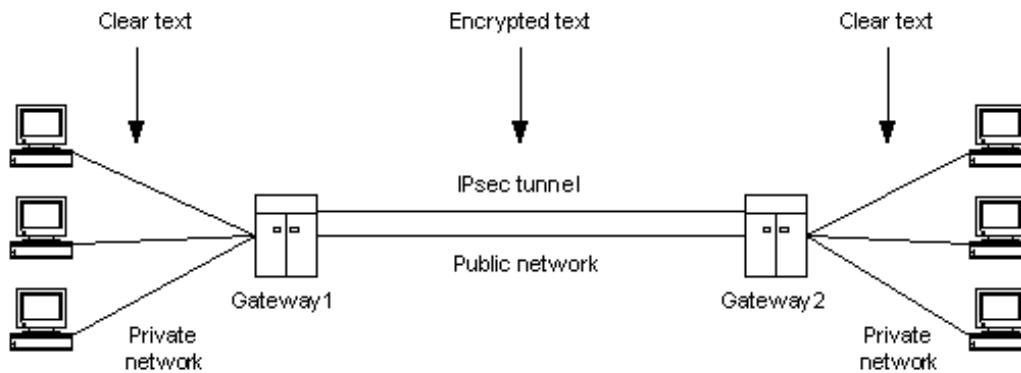 Clear text
Encrypted text
Clear text
IPsec tunnel
Public network
Gateway1
Gateway2
Private
network
Private
network